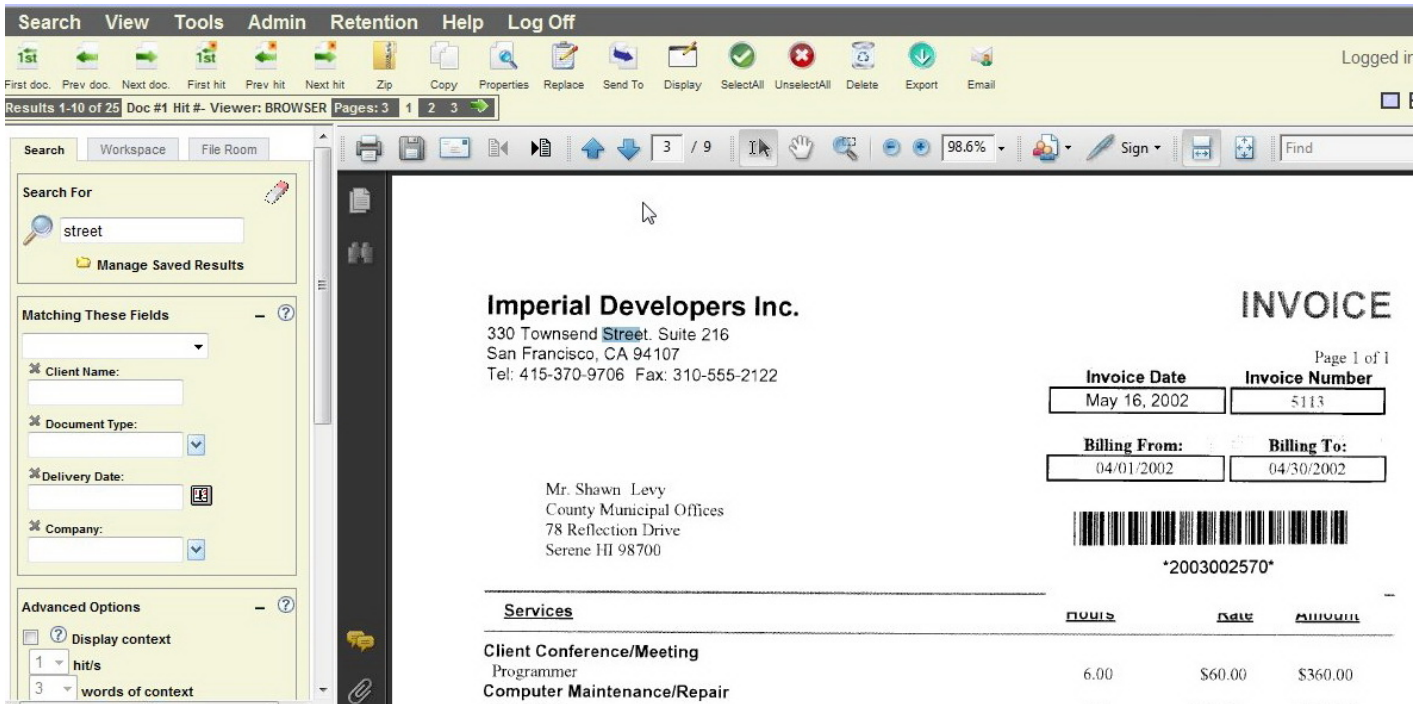 Search View Tools Admin Retention Help Log Off
1st 1st
First doc. Prev doc. Next doc. First hit Prev hit Next hit Zip Copy Properties Replace Send To Display SelectAll UnselectAll Delete Export Email
Logged in
Results 1-10 of 25 Doc #1 Hit #- Viewer: BROWSER Pages: 3 1 2 3
Search Workspace File Room
3 / 9 98.6% Sign Find
Search For
street
Manage Saved Results
Matching These Fields - ?
Client Name:
Document Type:
Delivery Date:
Company:
Advanced Options - ?
? Display context
1 hit/s
3 words of context
Imperial Developers Inc.
330 Townsend Street. Suite 216
San Francisco, CA 94107
Tel: 415-370-9706 Fax: 310-555-2122
INVOICE
Page 1 of 1
Invoice Date Invoice Number
May 16, 2002 5113
Billing From: Billing To:
04/01/2002 04/30/2002
Mr. Shawn Levy
County Municipal Offices
78 Reflection Drive
Serene HI 98700
*2003002570*
Services Hours Rate Amount
Client Conference/Meeting
Programmer 6.00 $60.00 $360.00
Computer Maintenance/Repair